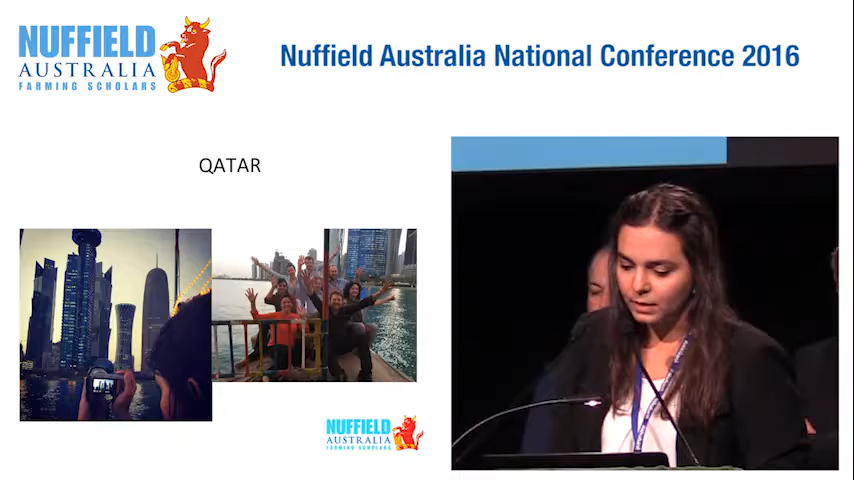 NUFFIELD
AUSTRALIA
FARMING SCHOLARS
Nuffield Australia National Conference 2016
QATAR
NUFFIELD
AUSTRALIA
FARMING SCHOLARS